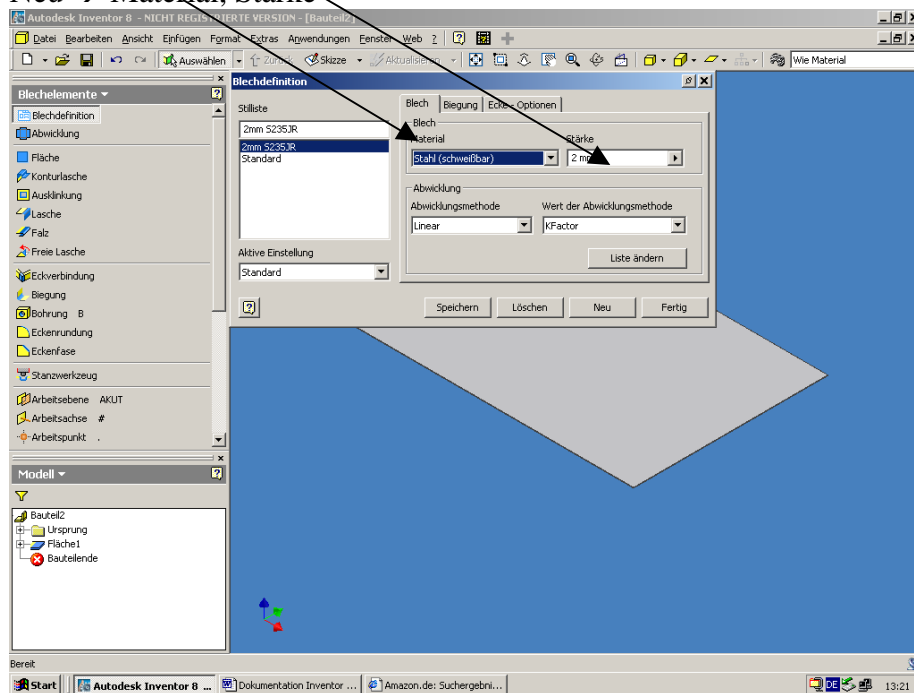 Neu → Material, Stärke
Autodesk Inventor 8 - NICHT REGISTRIERTE VERSION - [Bauteil2]
Datei Bearbeiten Ansicht Einfügen Format Extras Anwendungen Fenster Web ?
Auswählen Zurück Skizze Aktualisieren Wie Material
Blechelemente
Blechdefinition
Abwicklung
Fläche
Konturlasche
Ausklinkung
Lasche
Falz
Freie Lasche
Eckverbindung
Biegung
Bohrung B
Eckenrundung
Eckenfase
Stanzwerkzeug
Arbeitsebene AKUT
Arbeitsachse #
Arbeitspunkt .
Modell
Bauteil2
Ursprung
Fläche1
Bauteilende
Blechdefinition
Stilliste
2mm S235JR
2mm S235JR
Standard
Aktive Einstellung
Standard
Blech Biegung Ecke - Optionen
Blech
Material Stärke
Stahl (schweißbar) 2 mm
Abwicklung
Abwicklungsmethode Wert der Abwicklungsmethode
Linear KFactor
Liste ändern
Speichern Löschen Neu Fertig
Bereit
Start Autodesk Inventor 8 ... Dokumentation Inventor ... Amazon.de: Suchergebni... DE 13:21